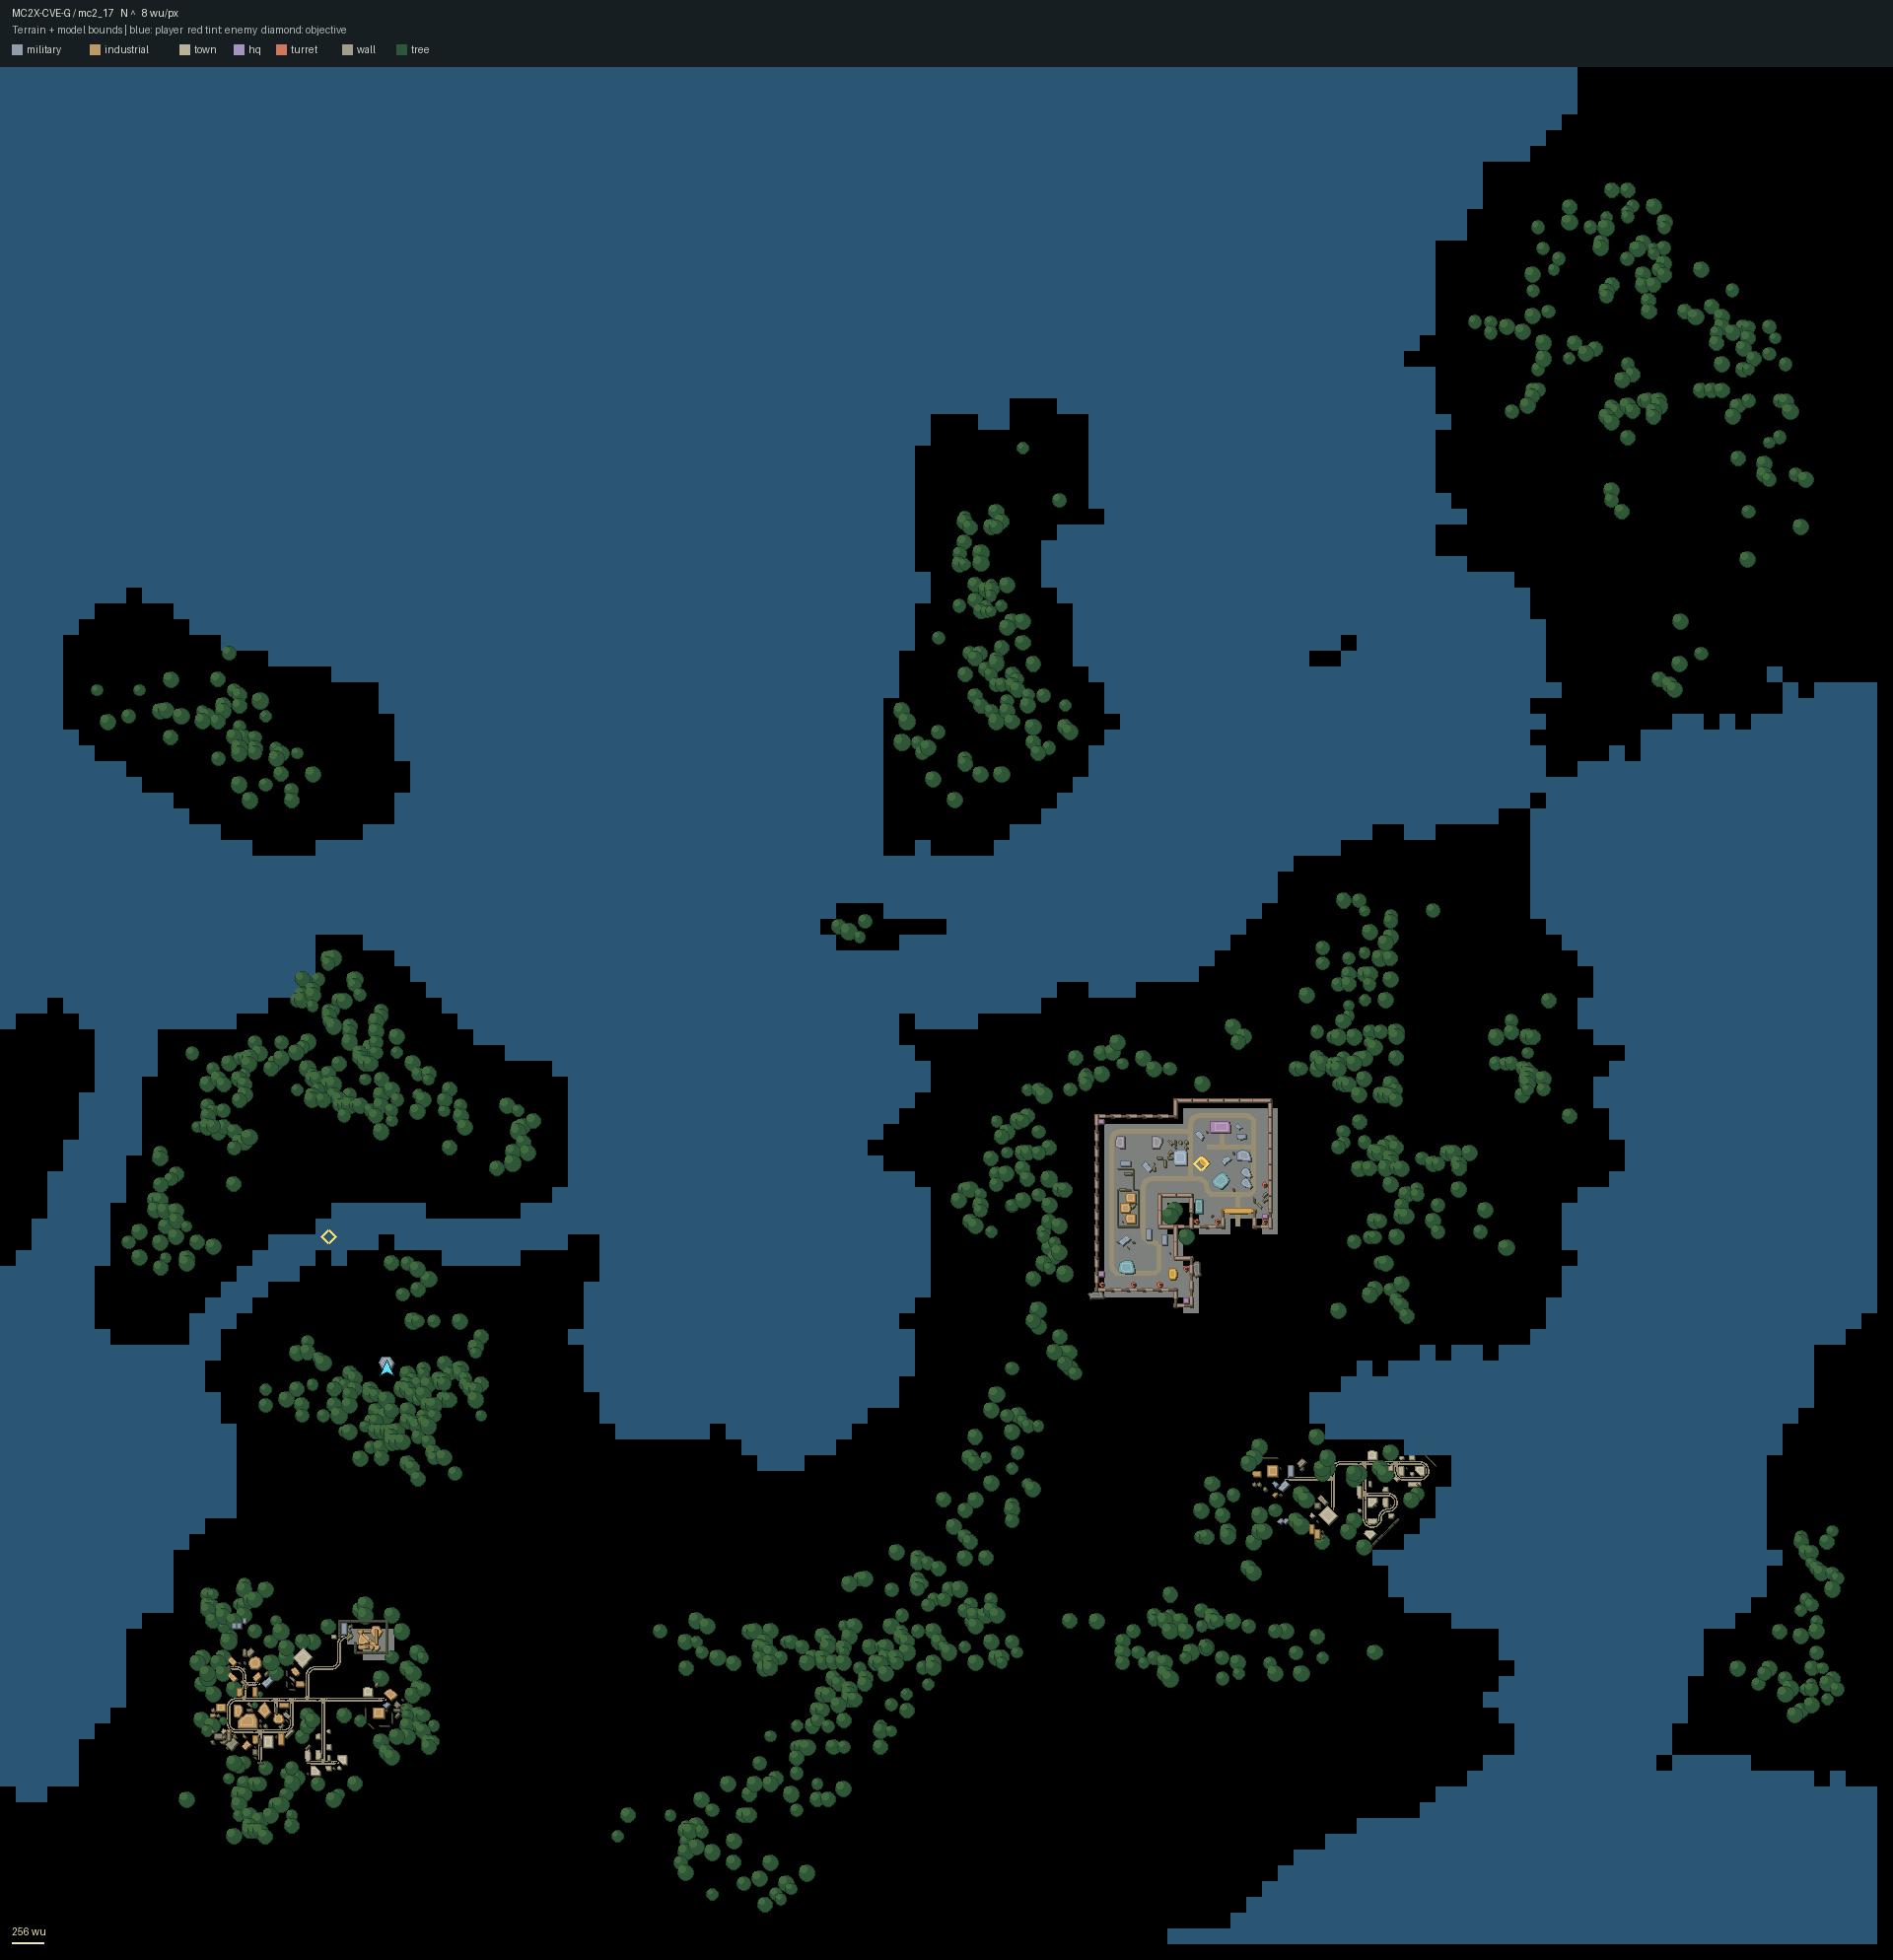 MC2X-CVE-G / mc2_17 N ^ 8 wu/px
Terrain + model bounds | blue: player red tint: enemy diamond: objective
military industrial town hq turret wall tree
256 wu